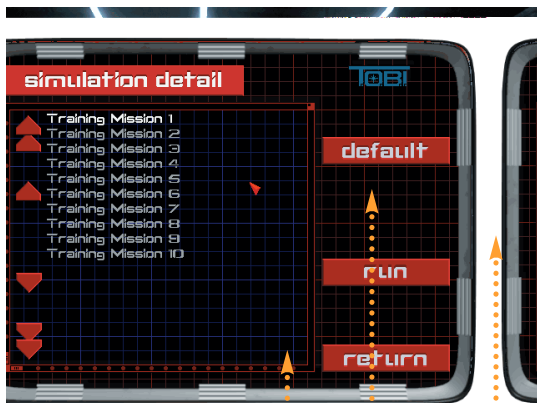 simulation detail
TOBI
Training Mission 1
Training Mission 2
Training Mission 3
Training Mission 4
Training Mission 5
Training Mission 6
Training Mission 7
Training Mission 8
Training Mission 9
Training Mission 10
default
run
return